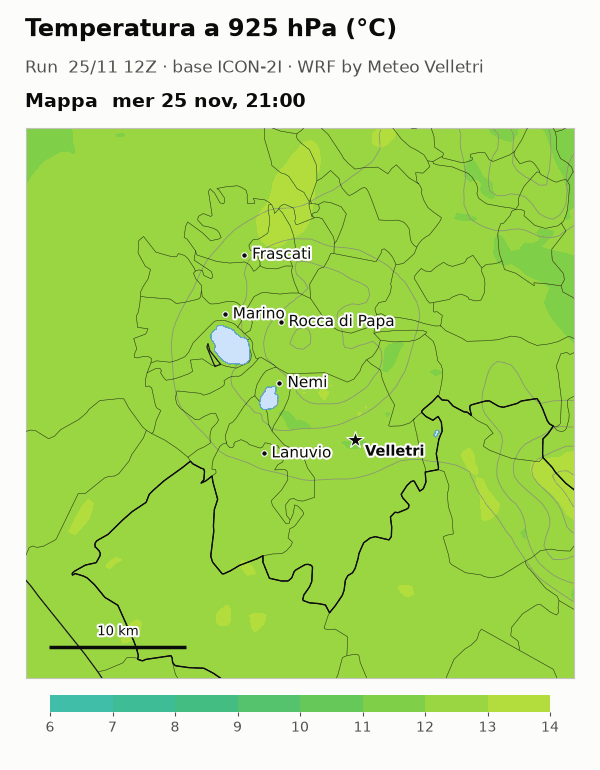 Temperatura a 925 hPa (°C)
Run  25/11 12Z · base ICON-2I · WRF by Meteo Velletri
Mappa  mer 25 nov, 21:00
Frascati
Marino
Rocca di Papa
Nemi
Velletri
Lanuvio
10 km
6 7 8 9 10 11 12 13 14